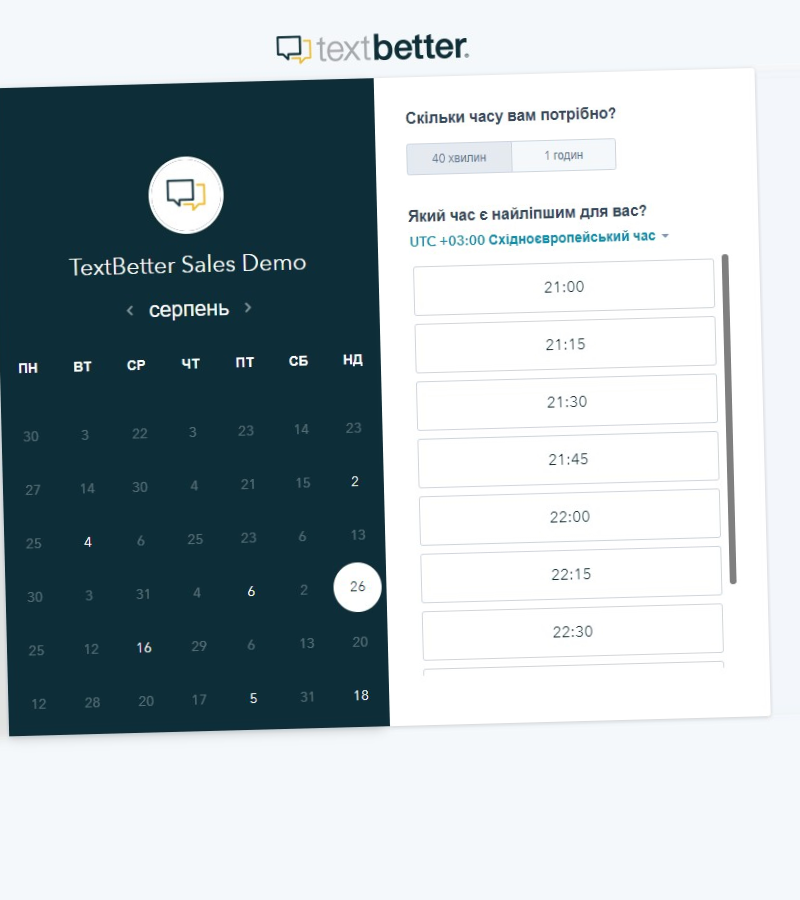 textbetter.
TextBetter Sales Demo
‹ серпень ›
ПН ВТ СР ЧТ ПТ СБ НД
30 3 22 3 23 14 23
27 14 30 4 21 15 2
25 4 6 25 23 6 13
30 3 31 4 6 2 26
25 12 16 29 6 13 20
12 28 20 17 5 31 18
Скільки часу вам потрібно?
40 хвилин 1 годин
Який час є найліпшим для вас?
UTC +03:00 Східноєвропейський час
21:00
21:15
21:30
21:45
22:00
22:15
22:30